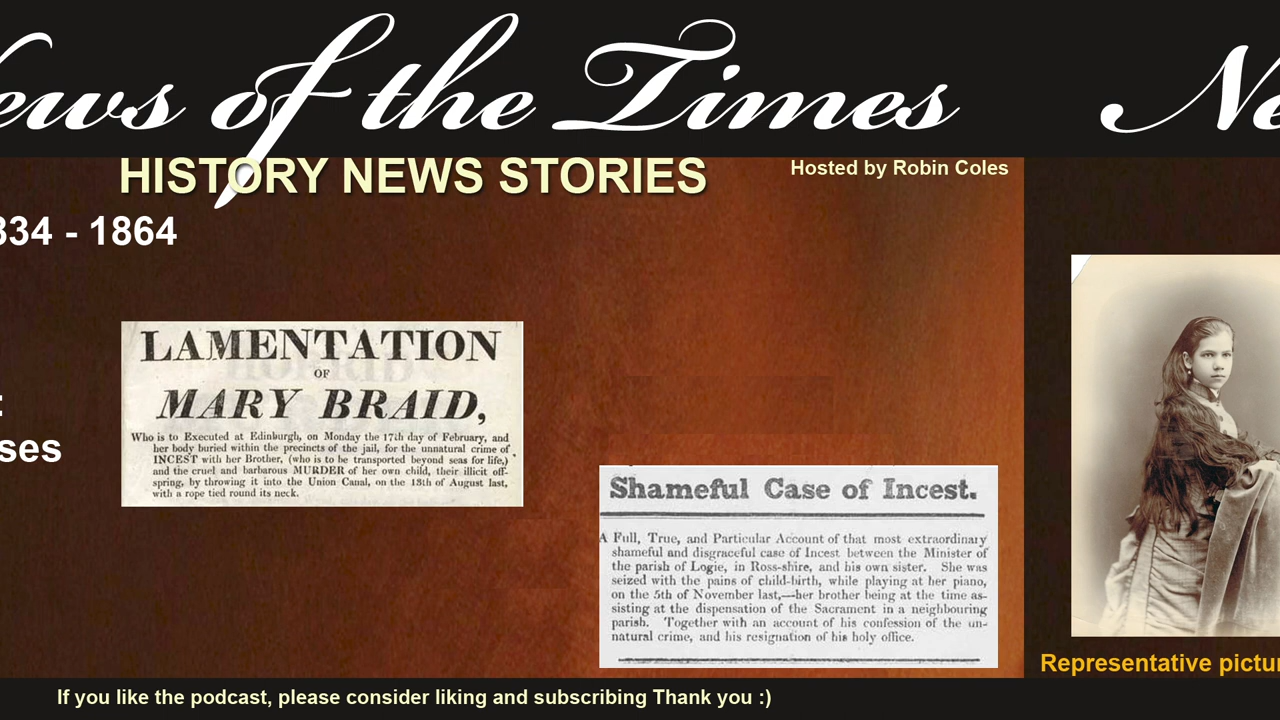 ews of the Times Ne
HISTORY NEWS STORIES
Hosted by Robin Coles
834 - 1864
:
ses
LAMENTATION
OF
MARY BRAID,
Who is to Executed at Edinburgh, on Monday the 17th day of February, and
her body buried within the precincts of the jail, for the unnatural crime of
INCEST with her Brother, (who is to be transported beyond seas for life,)
and the cruel and barbarous MURDER of her own child, their illicit off-
spring, by throwing it into the Union Canal, on the 13th of August last,
with a rope tied round its neck.
Shameful Case of Incest.
A Full, True, and Particular Account of that most extraordinary
shameful and disgraceful case of Incest between the Minister of
the parish of Logie, in Ross-shire, and his own sister. She was
seized with the pains of child-birth, while playing at her piano,
on the 5th of November last,—her brother being at the time as-
sisting at the dispensation of the Sacrament in a neighbouring
parish. Together with an account of his confession of the un-
natural crime, and his resignation of his holy office.
Representative pictu
If you like the podcast, please consider liking and subscribing Thank you :)